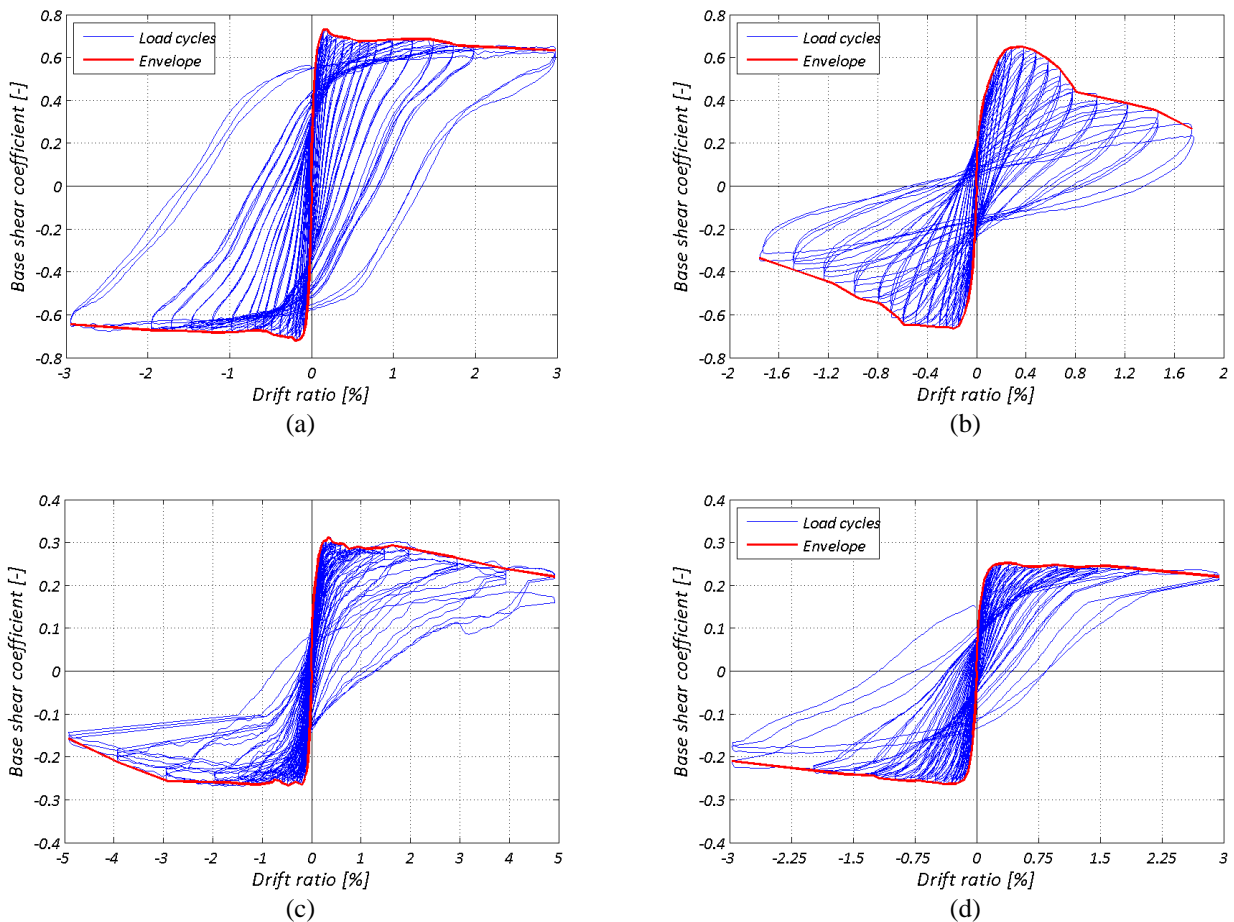 0.8
0.6
0.4
0.2
0
-0.2
-0.4
-0.6
-0.8
Base shear coefficient [-]
Load cycles
Envelope
-3 -2 -1 0 1 2 3
Drift ratio [%]
(a)
0.8
0.6
0.4
0.2
0
-0.2
-0.4
-0.6
-0.8
Base shear coefficient [-]
Load cycles
Envelope
-2 -1.6 -1.2 -0.8 -0.4 0 0.4 0.8 1.2 1.6 2
Drift ratio [%]
(b)
0.4
0.3
0.2
0.1
0
-0.1
-0.2
-0.3
-0.4
Base shear coefficient [-]
-5 -4 -3 -2 -1 0 1 2 3 4 5
Drift ratio [%]
(c)
0.4
0.3
0.2
0.1
0
-0.1
-0.2
-0.3
-0.4
Base shear coefficient [-]
Load cycles
Envelope
-3 -2.25 -1.5 -0.75 0 0.75 1.5 2.25 3
Drift ratio [%]
(d)